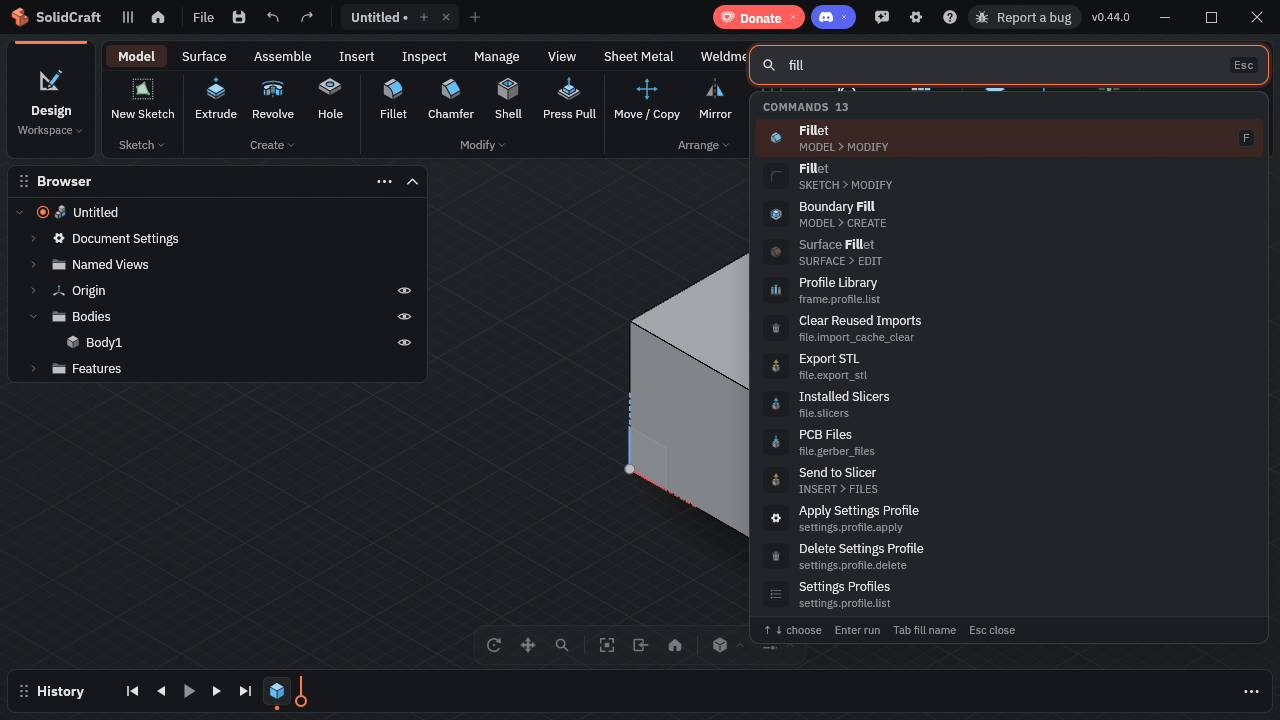 SolidCraft
File
Untitled •
Donate
Report a bug
v0.44.0
Design
Workspace
Model
Surface
Assemble
Insert
Inspect
Manage
View
Sheet Metal
New Sketch
Extrude
Revolve
Hole
Fillet
Chamfer
Shell
Press Pull
Move / Copy
Mirror
Sketch
Create
Modify
Arrange
fill
Esc
COMMANDS 13
Fillet
MODEL > MODIFY
F
Fillet
SKETCH > MODIFY
Boundary Fill
MODEL > CREATE
Surface Fillet
SURFACE > EDIT
Profile Library
frame.profile.list
Clear Reused Imports
file.import_cache_clear
Export STL
file.export_stl
Installed Slicers
file.slicers
PCB Files
file.gerber_files
Send to Slicer
INSERT > FILES
Apply Settings Profile
settings.profile.apply
Delete Settings Profile
settings.profile.delete
Settings Profiles
settings.profile.list
↑ ↓ choose Enter run Tab fill name Esc close
Browser
Untitled
Document Settings
Named Views
Origin
Bodies
Body1
Features
History